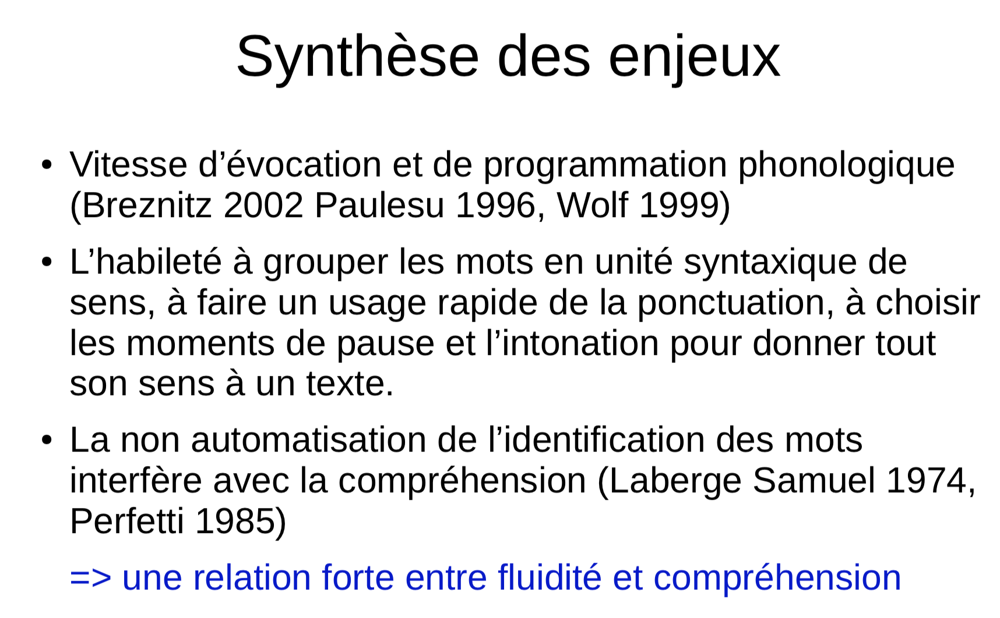 Synthèse des enjeux
• Vitesse d’évocation et de programmation phonologique
(Breznitz 2002 Paulesu 1996, Wolf 1999)
• L’habileté à grouper les mots en unité syntaxique de
sens, à faire un usage rapide de la ponctuation, à choisir
les moments de pause et l’intonation pour donner tout
son sens à un texte.
• La non automatisation de l’identification des mots
interfère avec la compréhension (Laberge Samuel 1974,
Perfetti 1985)
=> une relation forte entre fluidité et compréhension